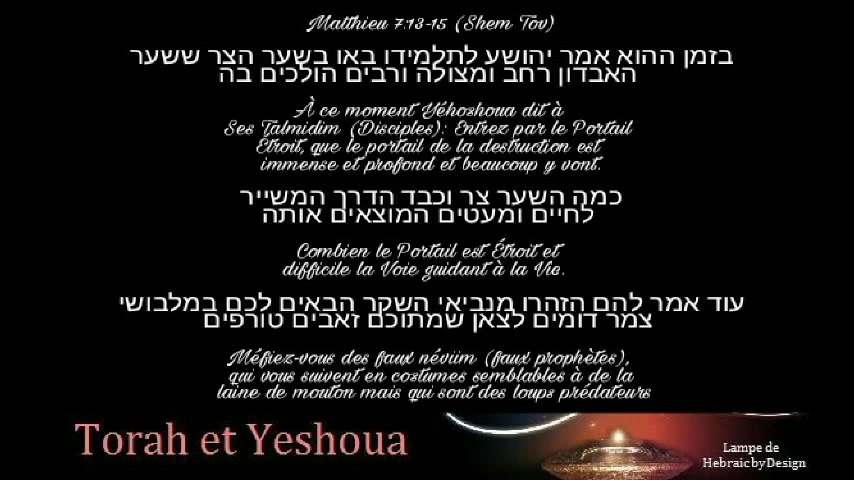 Matthieu 7:13-15 (Shem Tov)
בזמן ההוא אמר יהושע לתלמידו באו בשער הצר ששער
האבדון רחב ומצולה ורבים הולכים בה
À ce moment Yéhoshoua dit à
Ses Talmidim (Disciples): Entrez par le Portail
Étroit, que le portail de la destruction est
immense et profond et beaucoup y vont.
כמה השער צר וכבד הדרך המשייר
לחיים ומעטים המוצאים אותה
Combien le Portail est Étroit et
difficile la Voie guidant à la Vie.
עוד אמר להם הזהרו מנביאי השקר הבאים לכם במלבושי
צמר דומים לצאן שמתוכם זאבים טורפים
Méfiez-vous des faux néviim (faux prophètes),
qui vous suivent en costumes semblables à de la
laine de mouton mais qui sont des loups prédateurs
Torah et Yeshoua
Lampe de
HebraicbyDesign